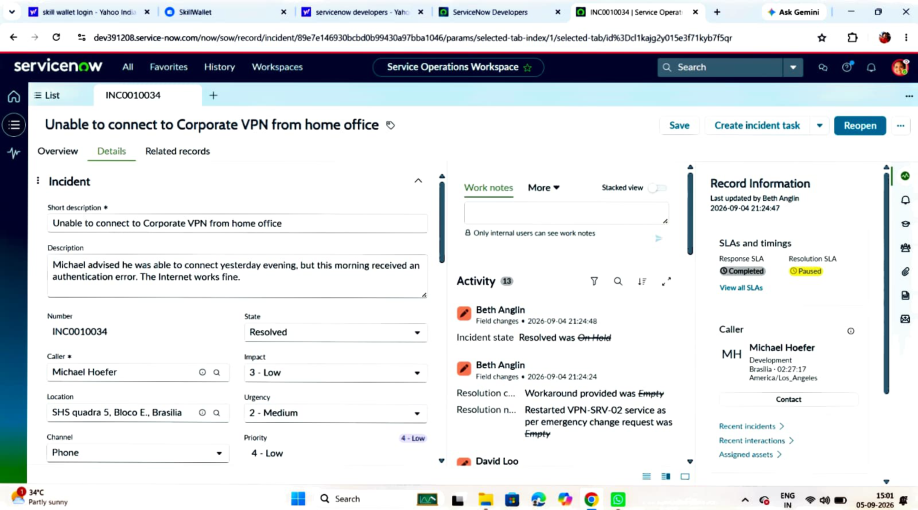 skill wallet login - Yahoo Indi
SkillWallet
servicenow developers - Yaho
ServiceNow Developers
INC0010034 | Service Operati
Ask Gemini
dev391208.service-now.com/now/sow/record/incident/89e7e146930bcbd0b99430a97bba1046/params/selected-tab-index/1/selected-tab/id%3Dcl1kajg2y015e3f71kyb7f5qr
servicenow
All
Favorites
History
Workspaces
Service Operations Workspace
Search
List
INC0010034
Unable to connect to Corporate VPN from home office
Save
Create incident task
Reopen
Overview
Details
Related records
Incident
Short description
Unable to connect to Corporate VPN from home office
Description
Michael advised he was able to connect yesterday evening, but this morning received an
authentication error. The Internet works fine.
Number
INC0010034
State
Resolved
Caller
Michael Hoefer
Impact
3 - Low
Location
SHS quadra 5, Bloco E., Brasilia
Urgency
2 - Medium
Channel
Phone
Priority
4 - Low
4 - Low
Work notes
More
Stacked view
Only internal users can see work notes
Activity 13
Beth Anglin
Field changes • 2026-09-04 21:24:48
Incident state Resolved was On Hold
Beth Anglin
Field changes • 2026-09-04 21:24:24
Resolution c... Workaround provided was Empty
Resolution n... Restarted VPN-SRV-02 service as
per emergency change request was
Empty
David Loo
Record Information
Last updated by Beth Anglin
2026-09-04 21:24:47
SLAs and timings
Response SLA
Resolution SLA
Completed
Paused
View all SLAs
Caller
MH
Michael Hoefer
Development
Brasilia • 02:27:17
America/Los_Angeles
Contact
Recent incidents
Recent interactions
Assigned assets
1
34°C
Partly sunny
Search
ENG
IN
15:01
05-09-2026